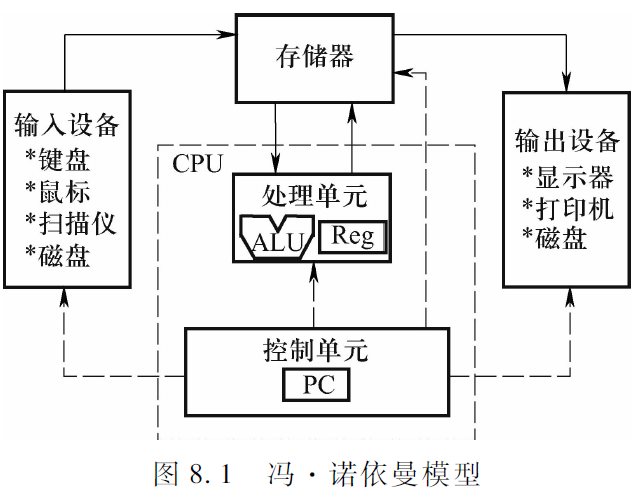 存储器
输入设备
*键盘
*鼠标
*扫描仪
*磁盘
CPU
处理单元
ALU
Reg
控制单元
PC
输出设备
*显示器
*打印机
*磁盘
图 8.1 冯·诺依曼模型